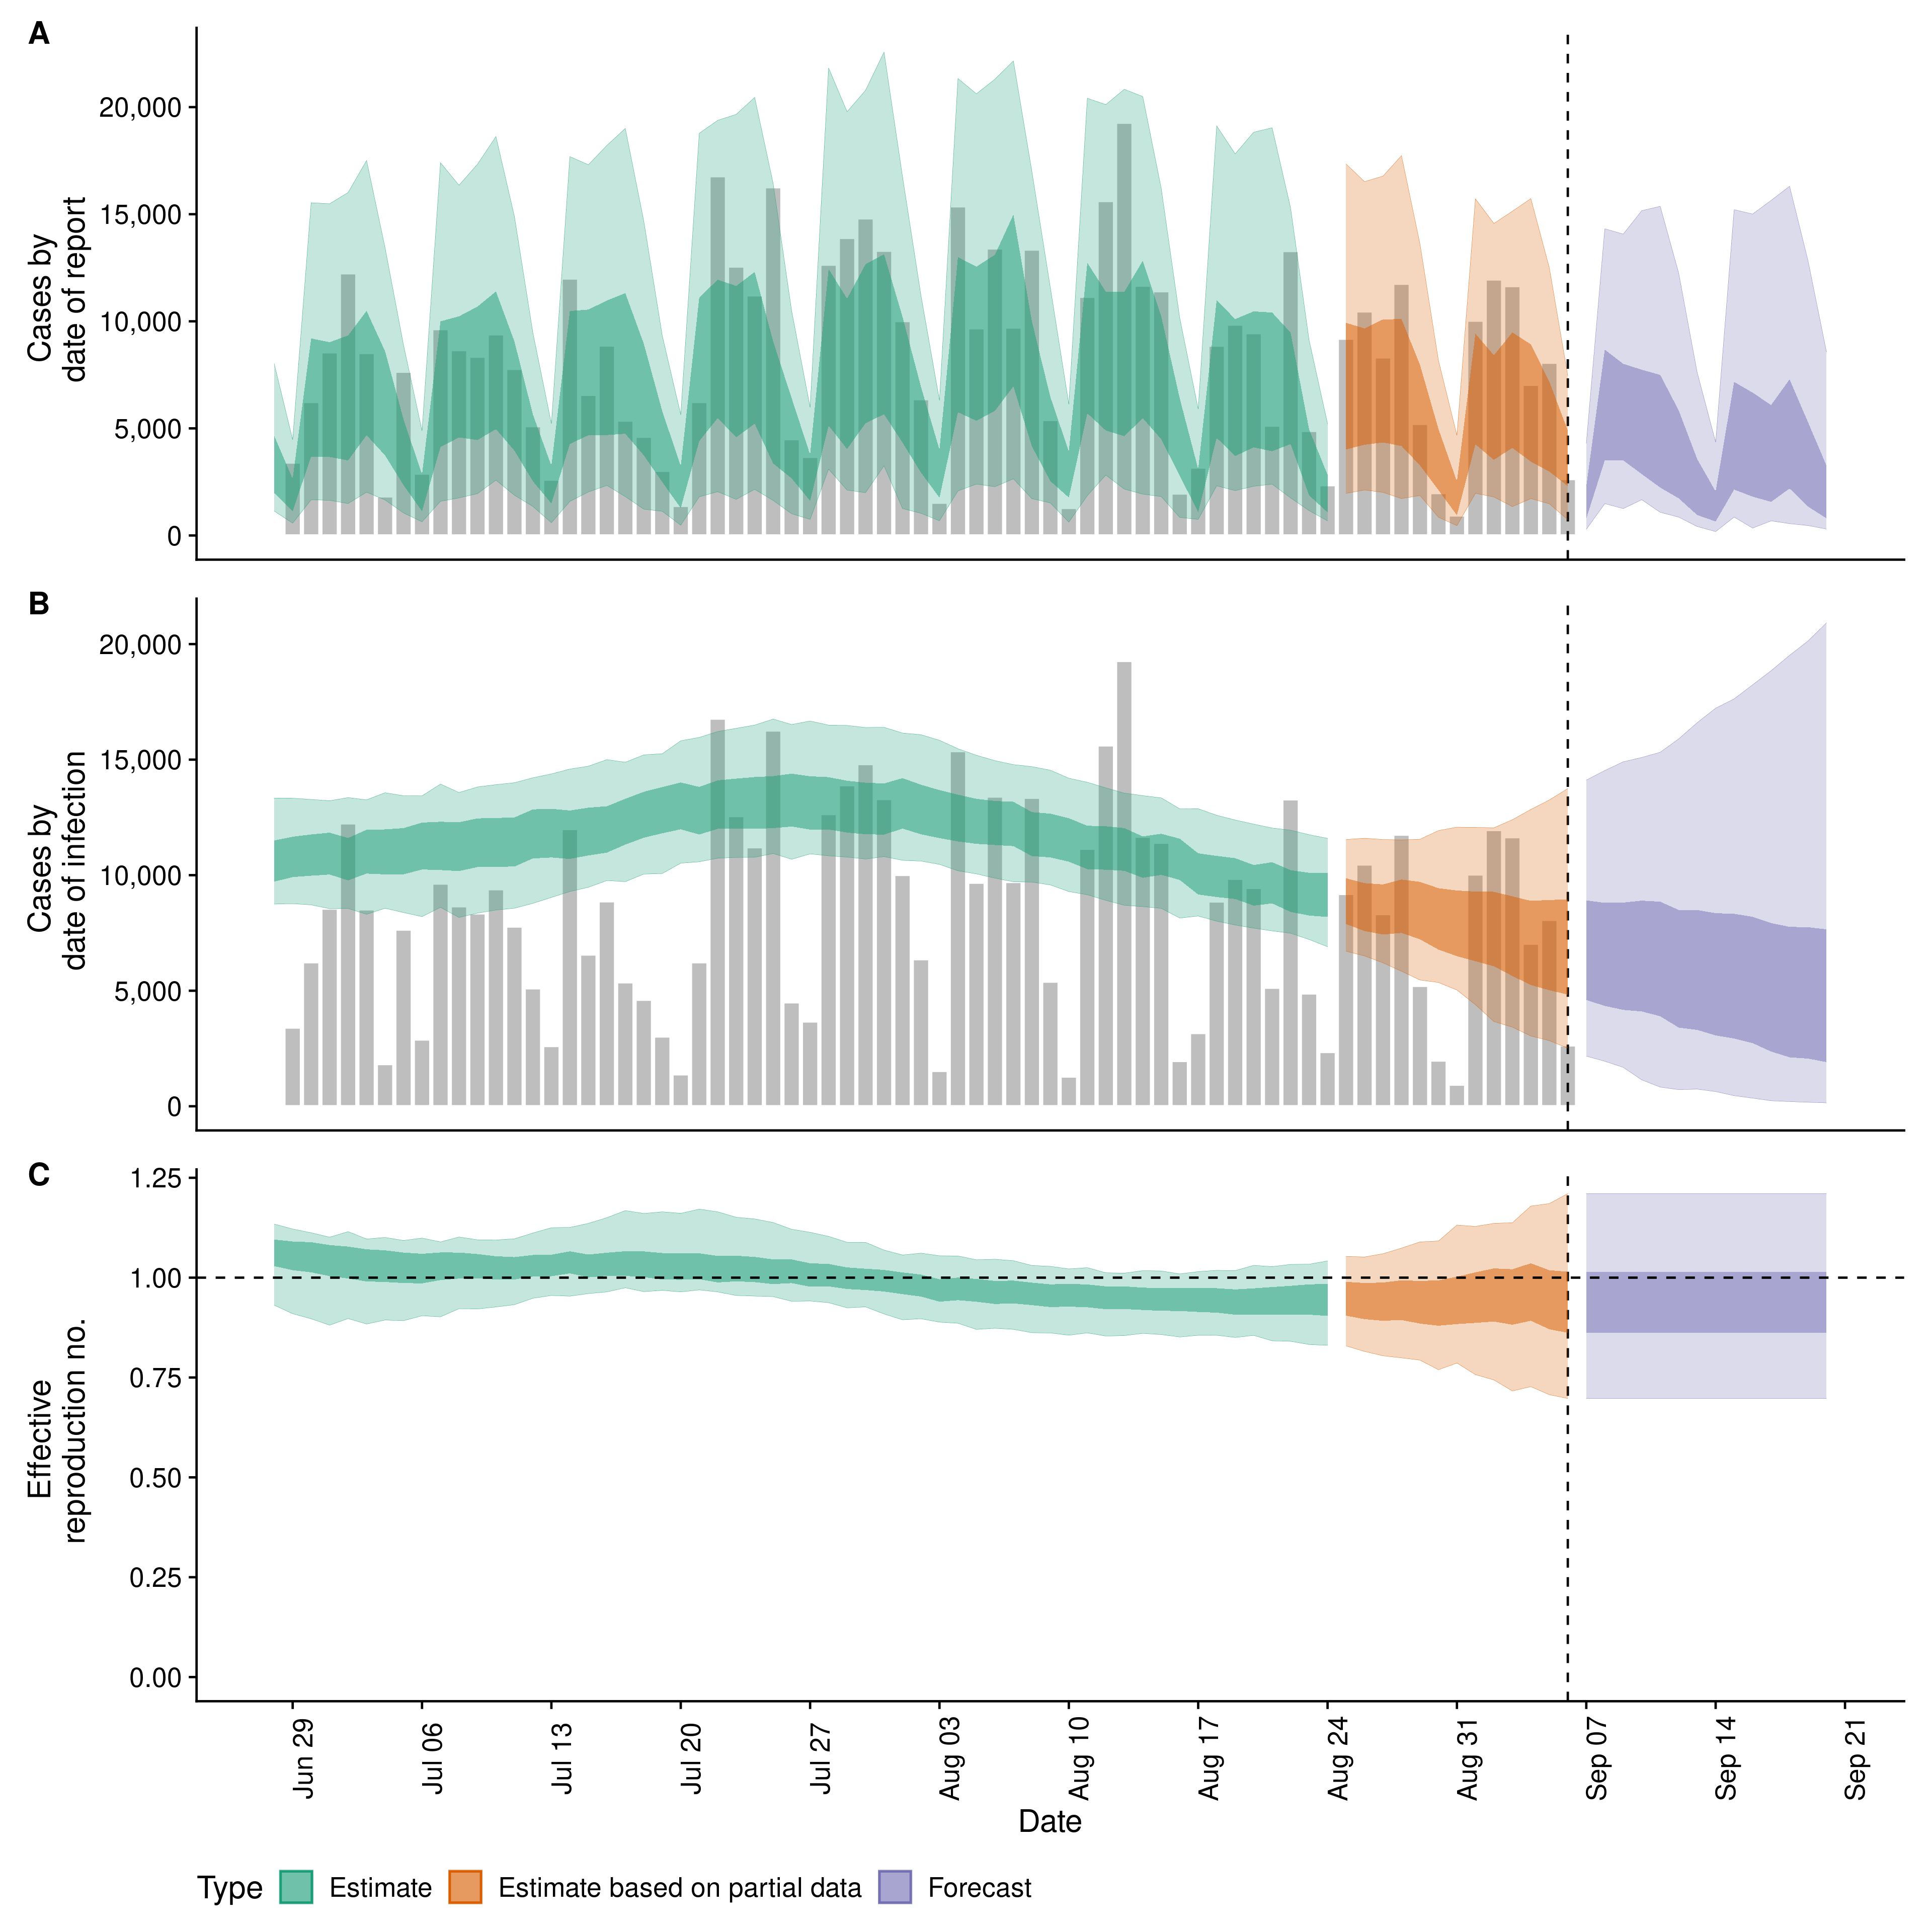 A
Cases by
date of report
20,000
15,000
10,000
5,000
0
B
Cases by
date of infection
20,000
15,000
10,000
5,000
0
C
Effective
reproduction no.
1.25
1.00
0.75
0.50
0.25
0.00
Jun 29
Jul 06
Jul 13
Jul 20
Jul 27
Aug 03
Aug 10
Aug 17
Aug 24
Aug 31
Sep 07
Sep 14
Sep 21
Date
Type Estimate Estimate based on partial data Forecast